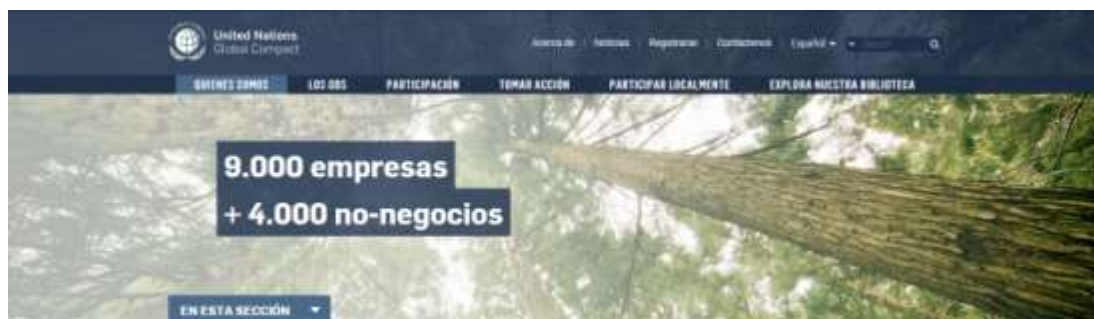 United Nations
Global Compact
Acerca de | Noticias | Registrarse | Contáctenos | Español
QUIENES SOMOS LOS ODS PARTICIPACIÓN TOMAR ACCIÓN PARTICIPAR LOCALMENTE EXPLORA NUESTRA BIBLIOTECA
9.000 empresas
+ 4.000 no-negocios
EN ESTA SECCIÓN